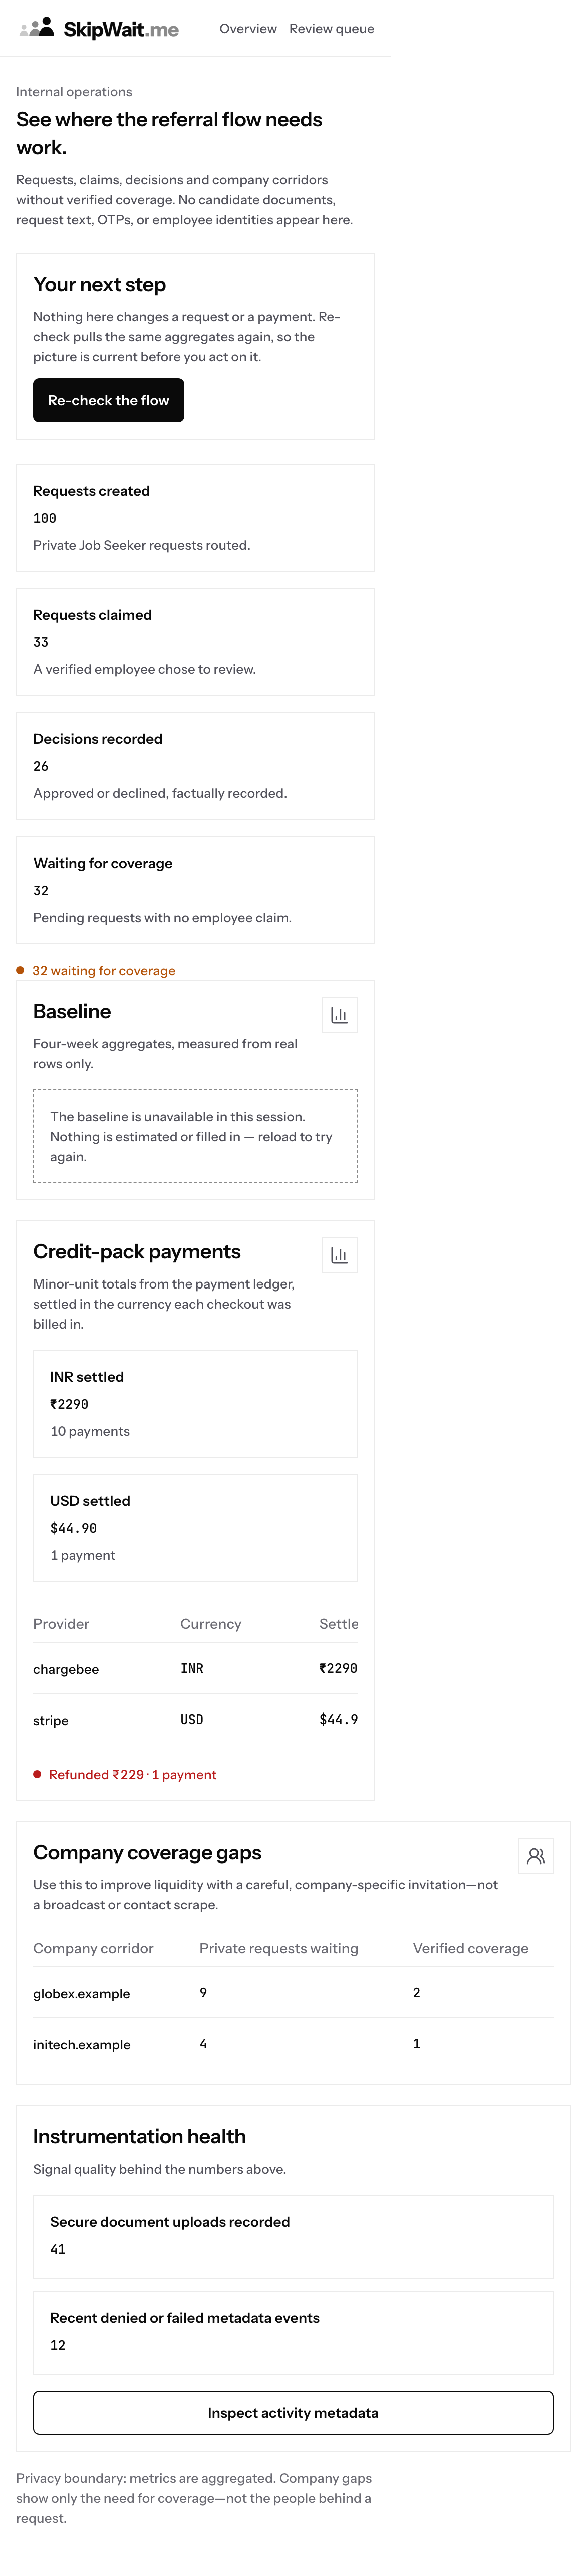 SkipWait.me
Overview
Review queue
Internal operations
See where the referral flow needs
work.
Requests, claims, decisions and company corridors
without verified coverage. No candidate documents,
request text, OTPs, or employee identities appear here.
Your next step
Nothing here changes a request or a payment. Re-
check pulls the same aggregates again, so the
picture is current before you act on it.
Re-check the flow
Requests created
100
Private Job Seeker requests routed.
Requests claimed
33
A verified employee chose to review.
Decisions recorded
26
Approved or declined, factually recorded.
Waiting for coverage
32
Pending requests with no employee claim.
32 waiting for coverage
Baseline
Four-week aggregates, measured from real
rows only.
The baseline is unavailable in this session.
Nothing is estimated or filled in — reload to try
again.
Credit-pack payments
Minor-unit totals from the payment ledger,
settled in the currency each checkout was
billed in.
INR settled
₹2290
10 payments
USD settled
$44.90
1 payment
Provider Currency Settle
chargebee INR ₹2290
stripe USD $44.9
Refunded ₹229 · 1 payment
Company coverage gaps
Use this to improve liquidity with a careful, company-specific invitation—not
a broadcast or contact scrape.
Company corridor Private requests waiting Verified coverage
globex.example 9 2
initech.example 4 1
Instrumentation health
Signal quality behind the numbers above.
Secure document uploads recorded
41
Recent denied or failed metadata events
12
Inspect activity metadata
Privacy boundary: metrics are aggregated. Company gaps
show only the need for coverage—not the people behind a
request.